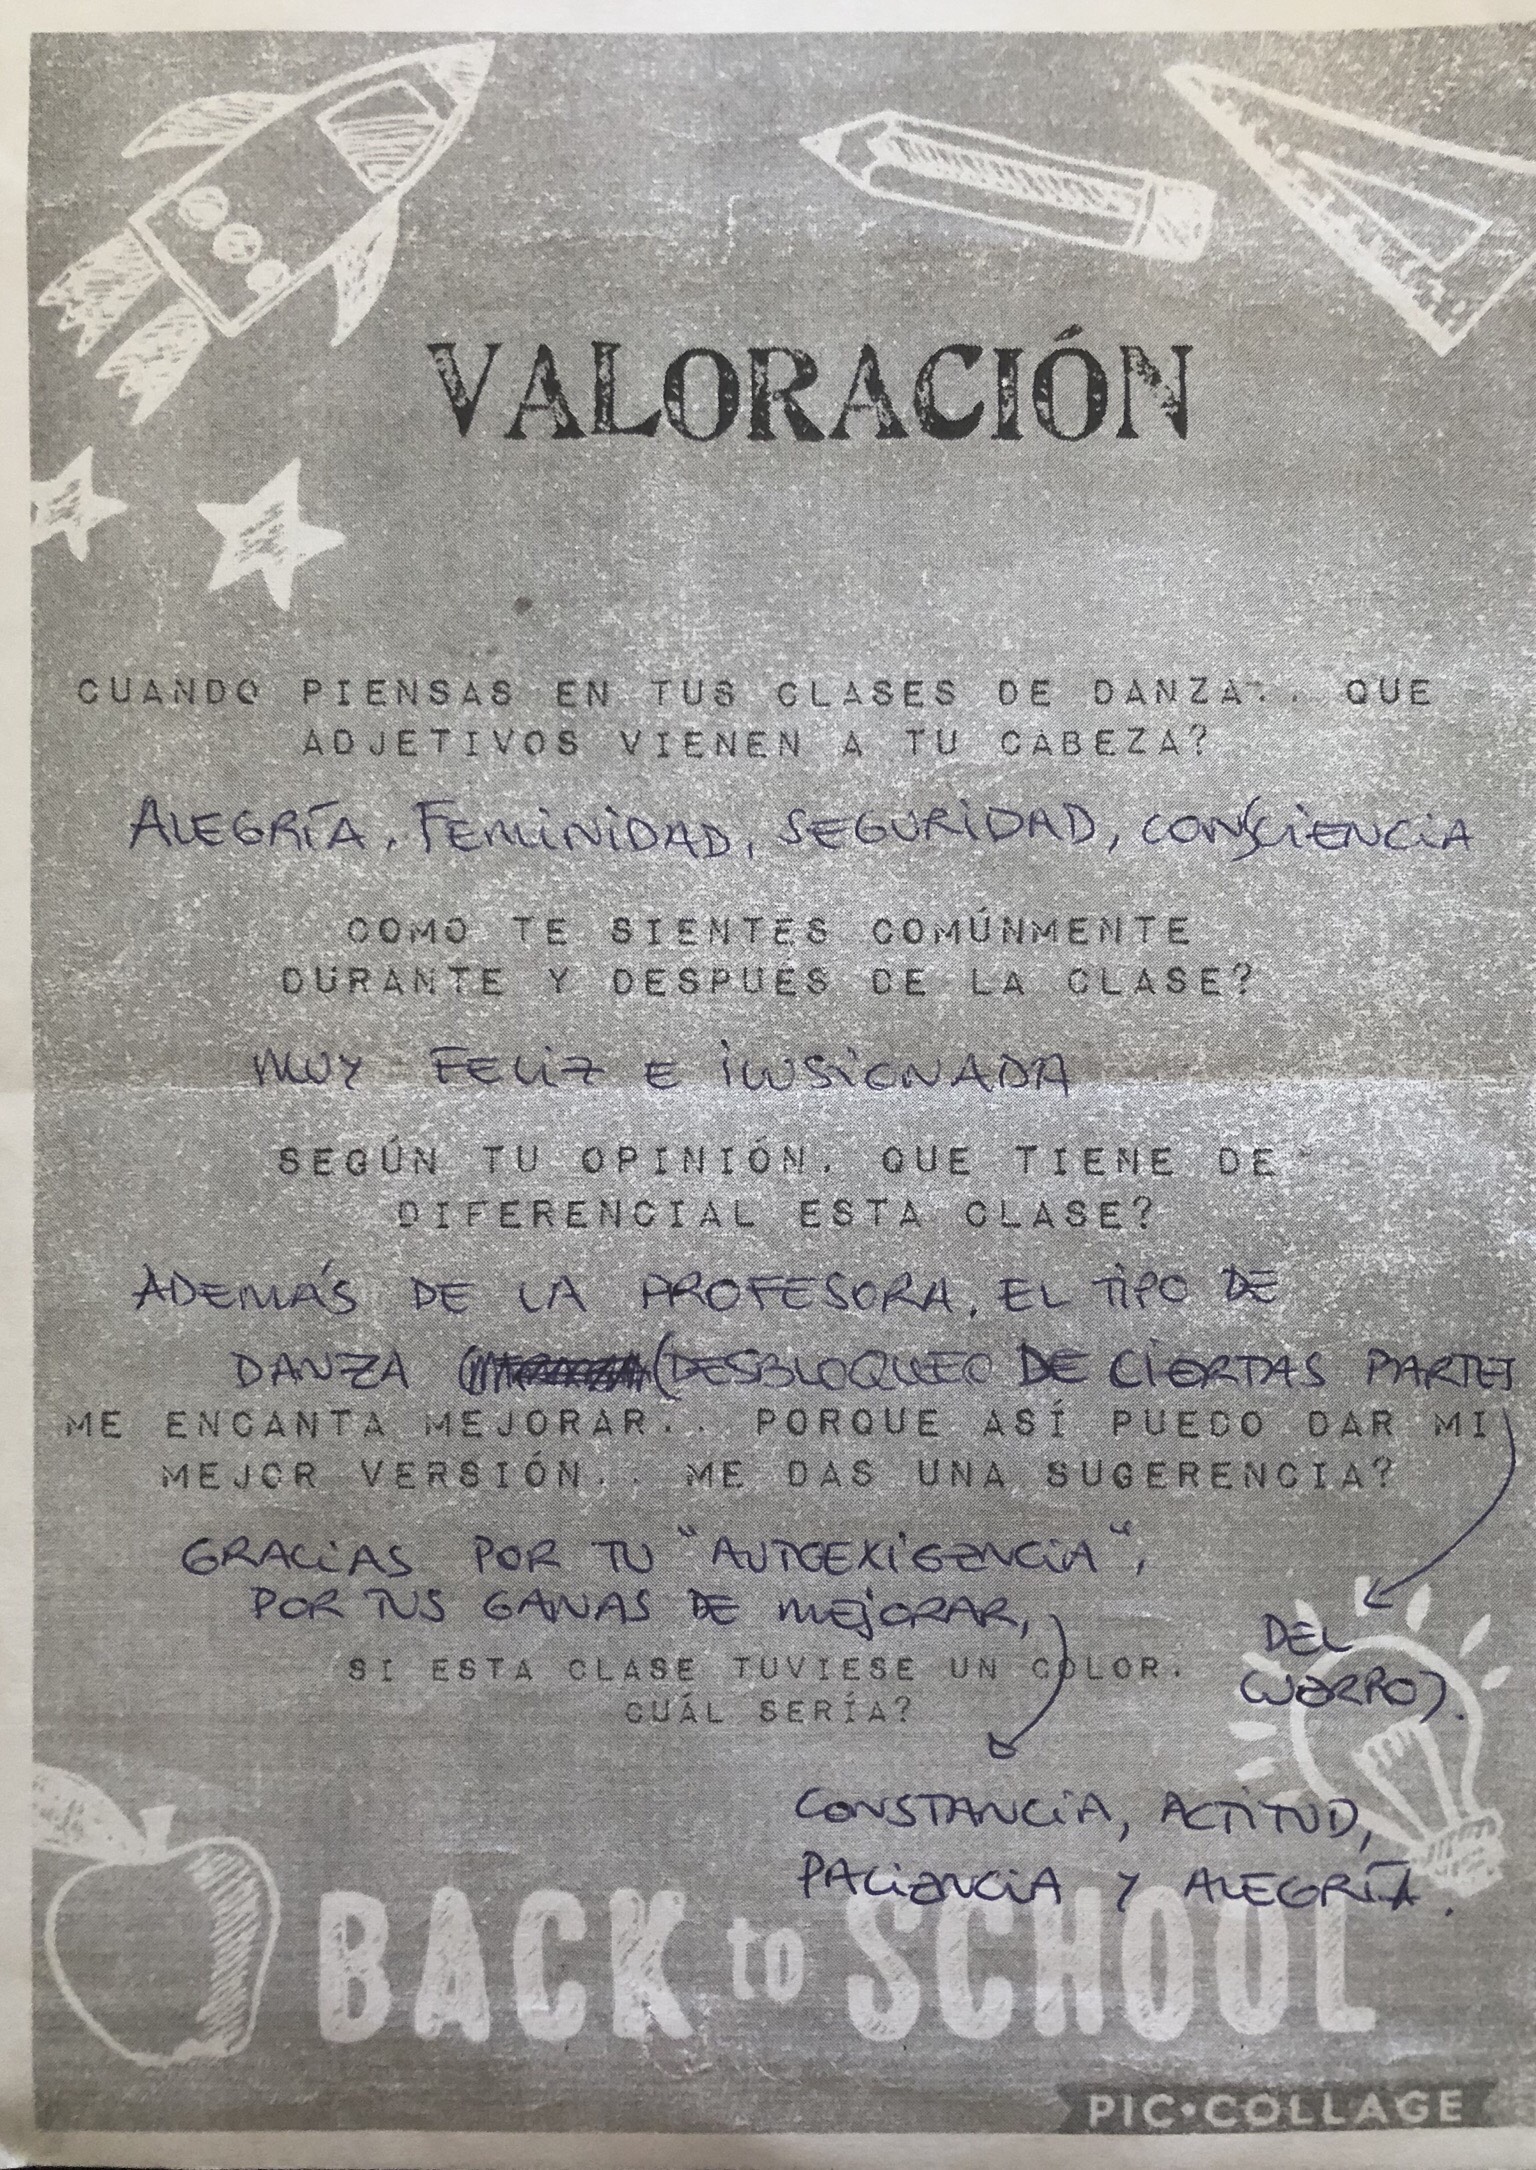 VALORACIÓN
CUANDO PIENSAS EN TUS CLASES DE DANZA.. QUE
ADJETIVOS VIENEN A TU CABEZA?
ALEGRÍA, FEMINIDAD, SEGURIDAD, CONSCIENCIA
COMO TE SIENTES COMÚNMENTE
DURANTE Y DESPUÉS DE LA CLASE?
MUY FELIZ E ILUSIONADA
SEGÚN TU OPINIÓN, QUE TIENE DE
DIFERENCIAL ESTA CLASE?
ADEMÁS DE LA PROFESORA, EL TIPO DE
DANZA (DESBLOQUEO DE CIERTAS PARTES
ME ENCANTA MEJORAR.. PORQUE ASÍ PUEDO DAR MI
MEJOR VERSIÓN.. ME DAS UNA SUGERENCIA?
GRACIAS POR TU "AUTOEXIGENCIA",
POR TUS GANAS DE MEJORAR,
DEL
CUERPO).
SI ESTA CLASE TUVIESE UN COLOR,
CUÁL SERÍA?
CONSTANCIA, ACTITUD,
PACIENCIA Y ALEGRÍA.
BACK to SCHOOL
PIC•COLLAGE